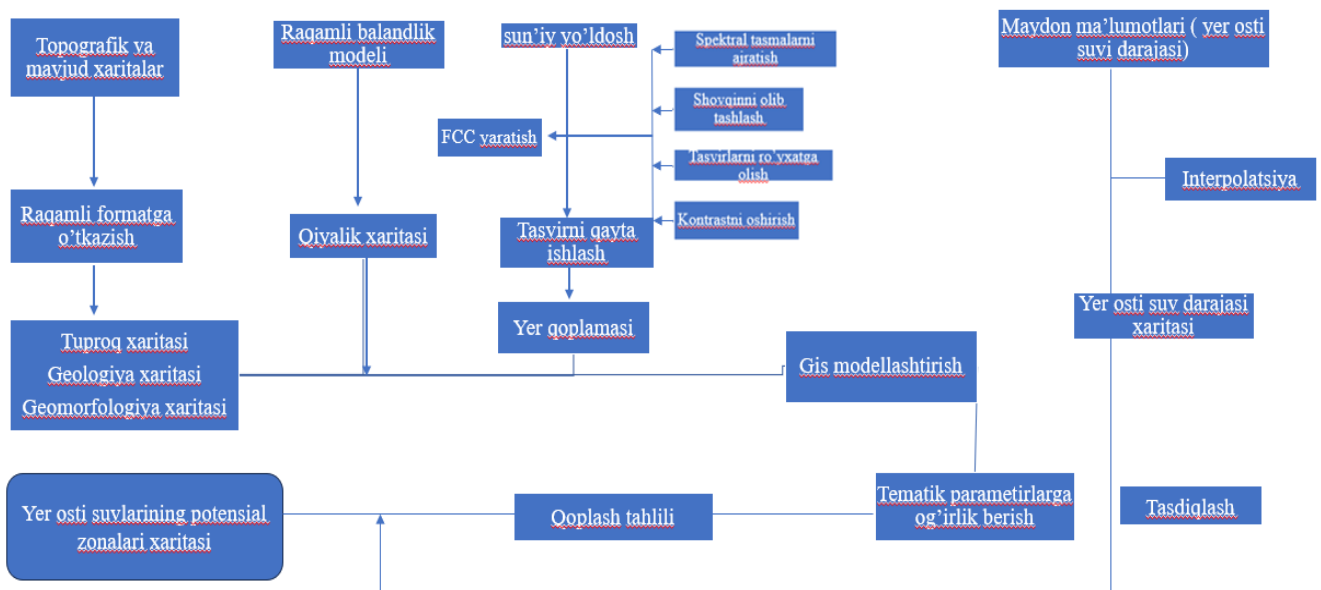 Topografik va
mavjud xaritalar
Raqamli balandlik
modeli
sun’iy yo’ldosh
Spektral tasmalarni
ajratish
Shovqinni olib
tashlash
Tasvirlarni ro’yxatga
olish
Kontrastni oshirish
FCC yaratish
Maydon ma’lumotlari ( yer osti
suvi darajasi)
Interpolatsiya
Raqamli formatga
o’tkazish
Qiyalik xaritasi
Tasvirni qayta
ishlash
Yer qoplamasi
Yer osti suv darajasi
xaritasi
Tuproq xaritasi
Geologiya xaritasi
Geomorfologiya xaritasi
Gis modellashtirish
Yer osti suvlarining potensial
zonalari xaritasi
Qoplash tahlili
Tematik parametirlarga
og’irlik berish
Tasdiqlash